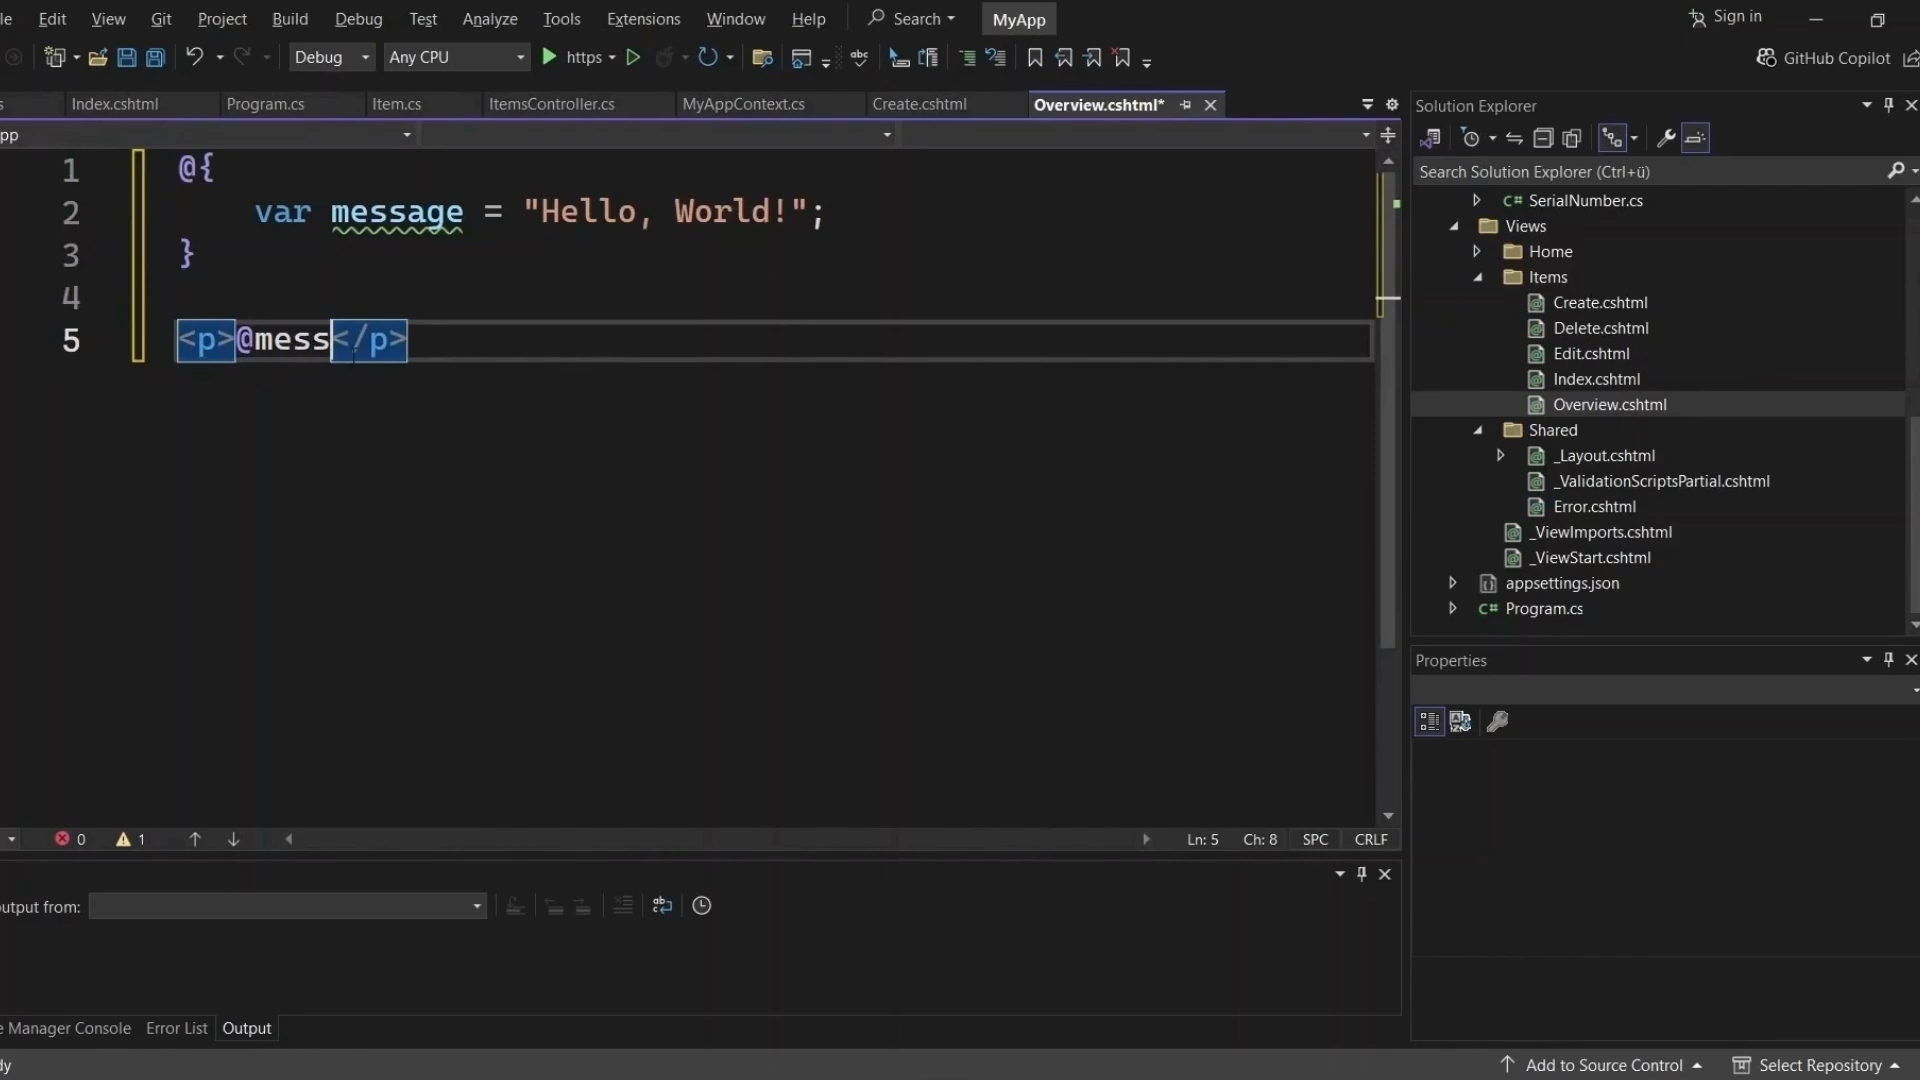 le Edit View Git Project Build Debug Test Analyze Tools Extensions Window Help Search MyApp Sign in
Debug Any CPU https abc GitHub Copilot
s Index.cshtml Program.cs Item.cs ItemsController.cs MyAppContext.cs Create.cshtml Overview.cshtml*
pp
1 @{
2 var message = "Hello, World!";
3 }
4
5 <p>@mess</p>
0 1 Ln: 5 Ch: 8 SPC CRLF
output from:
e Manager Console Error List Output
dy Add to Source Control Select Repository
Solution Explorer
Search Solution Explorer (Ctrl+ü)
C# SerialNumber.cs
Views
Home
Items
Create.cshtml
Delete.cshtml
Edit.cshtml
Index.cshtml
Overview.cshtml
Shared
_Layout.cshtml
_ValidationScriptsPartial.cshtml
Error.cshtml
_ViewImports.cshtml
_ViewStart.cshtml
appsettings.json
C# Program.cs
Properties